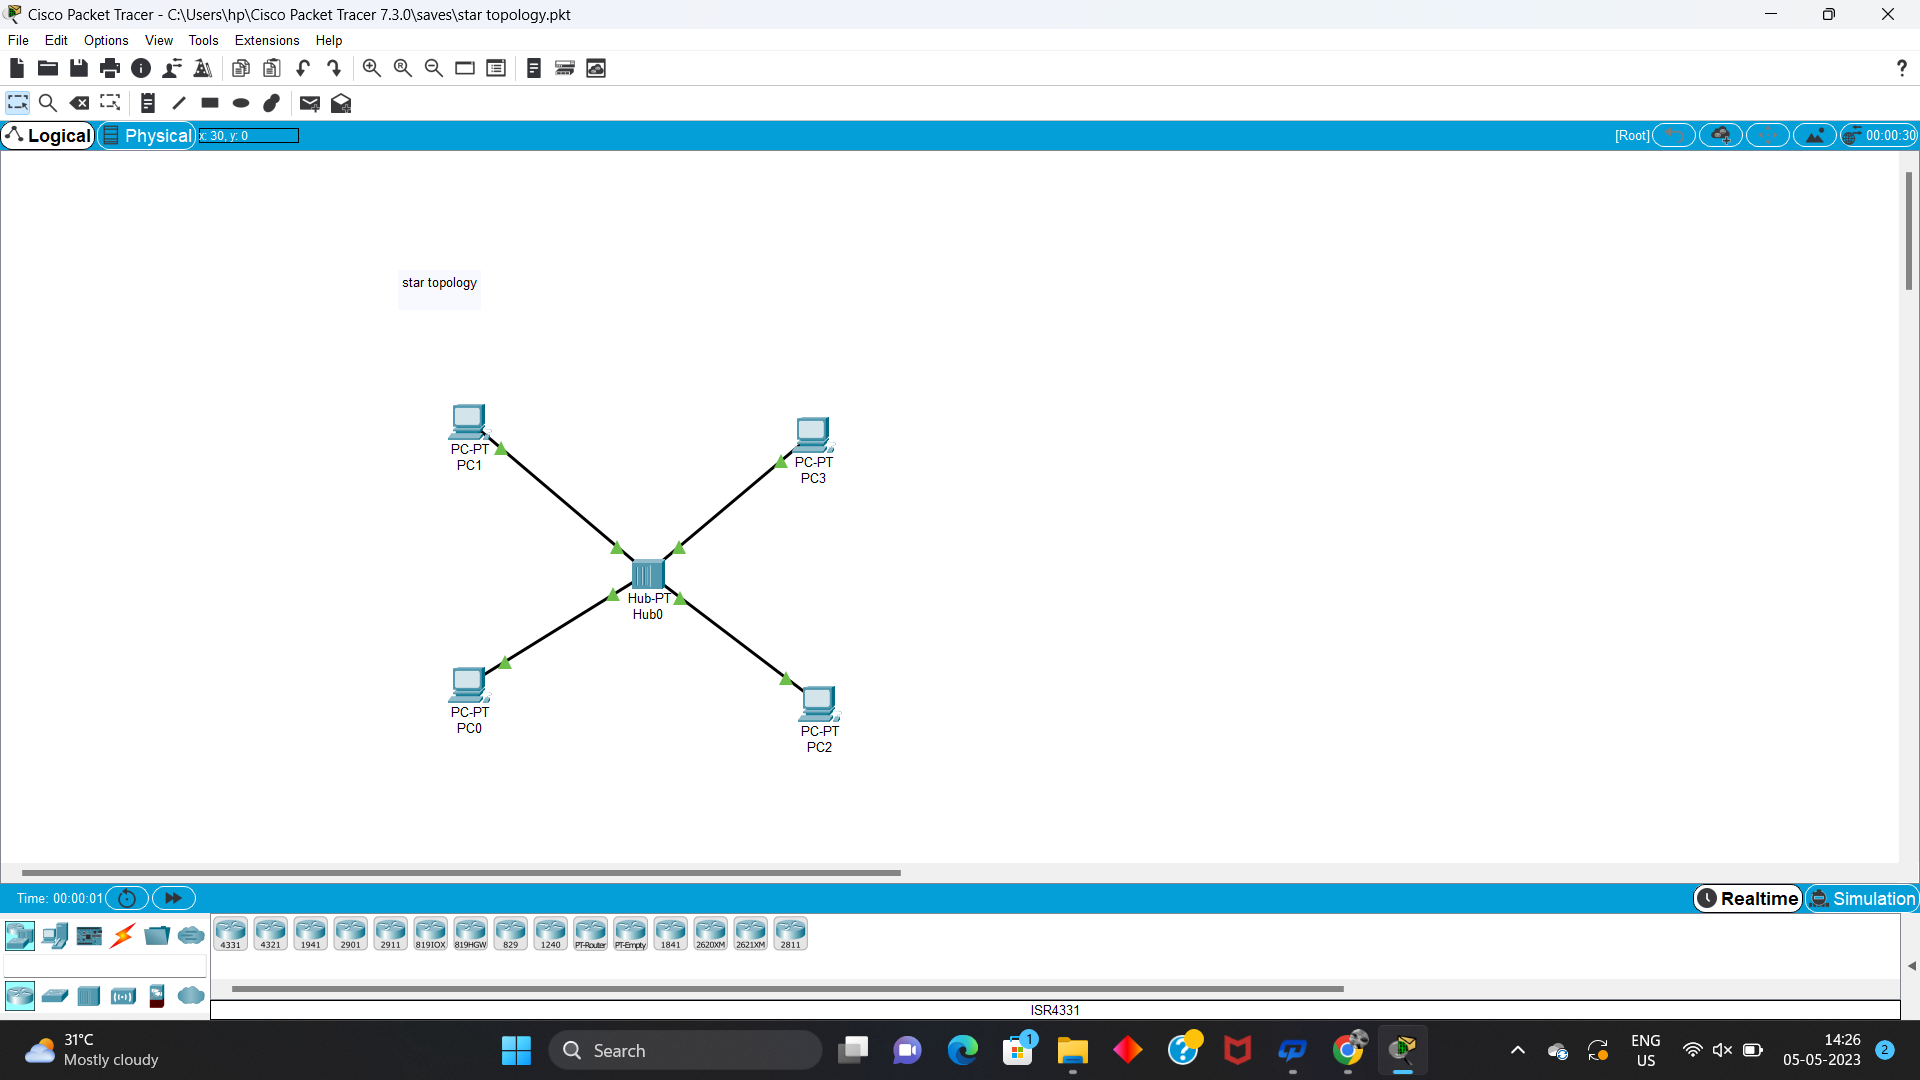 Cisco Packet Tracer - C:\Users\hp\Cisco Packet Tracer 7.3.0\saves\star topology.pkt
File Edit Options View Tools Extensions Help
?
Logical Physical x: 30, y: 0 [Root] 00:00:30
star topology
PC-PT
PC1
PC-PT
PC3
Hub-PT
Hub0
PC-PT
PC0
PC-PT
PC2
Time: 00:00:01 Realtime Simulation
4331 4321 1941 2901 2911 819IOX 819HGW 829 1240 PT-Router PT-Empty 1841 2620XM 2621XM 2811
ISR4331
31°C
Mostly cloudy
Search
1
ENG
US
14:26
05-05-2023
2